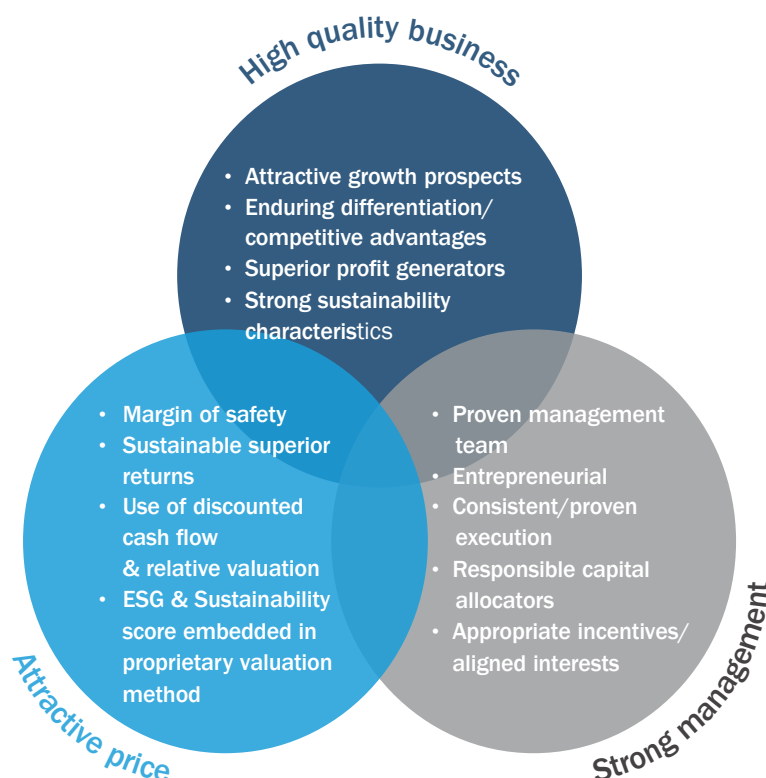 High quality business
• Attractive growth prospects
• Enduring differentiation/
competitive advantages
• Superior profit generators
• Strong sustainability
characteristics
• Margin of safety
• Sustainable superior
returns
• Use of discounted
cash flow
& relative valuation
• ESG & Sustainability
score embedded in
proprietary valuation
method
Attractive price
• Proven management
team
• Entrepreneurial
• Consistent/proven
execution
• Responsible capital
allocators
• Appropriate incentives/
aligned interests
Strong management